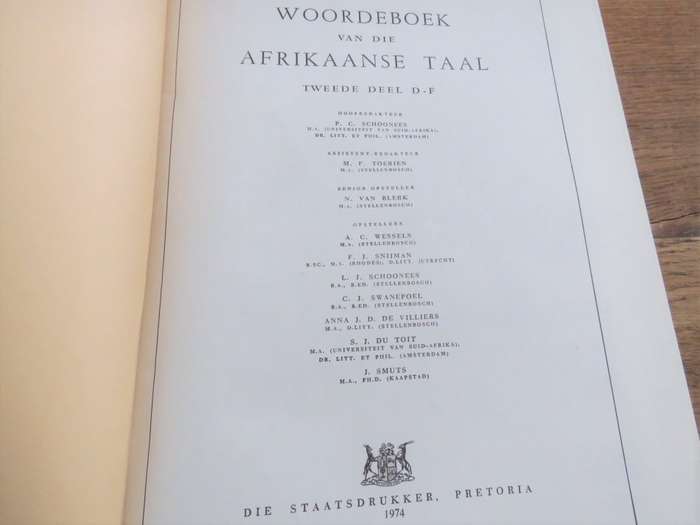 WOORDEBOEK
VAN DIE
AFRIKAANSE TAAL
TWEEDE DEEL D-F
HOOFREDAKTEUR
P. C. SCHOONEES
M.A. (UNIVERSITEIT VAN SUID-AFRIKA),
DR. LITT. ET PHIL. (AMSTERDAM)
ASSISTENT-REDAKTEUR
M. F. TOERIEN
M.A. (STELLENBOSCH)
SENIOR OPSTELLER
N. VAN BLERK
M.A. (STELLENBOSCH)
OPSTELLERS
A. C. WESSELS
M.A. (STELLENBOSCH)
F. J. SNIJMAN
B.SC., M.A. (RHODES), D.LITT. (UTRECHT)
L. J. SCHOONEES
B.A., B.ED. (STELLENBOSCH)
C. J. SWANEPOEL
B.A., B.ED. (STELLENBOSCH)
ANNA J. D. DE VILLIERS
M.A., D.LITT. (STELLENBOSCH)
S. J. DU TOIT
M.A. (UNIVERSITEIT VAN SUID-AFRIKA),
DR. LITT. ET PHIL. (AMSTERDAM)
J. SMUTS
M.A., PH.D. (KAAPSTAD)
DIE STAATSDRUKKER, PRETORIA
1974